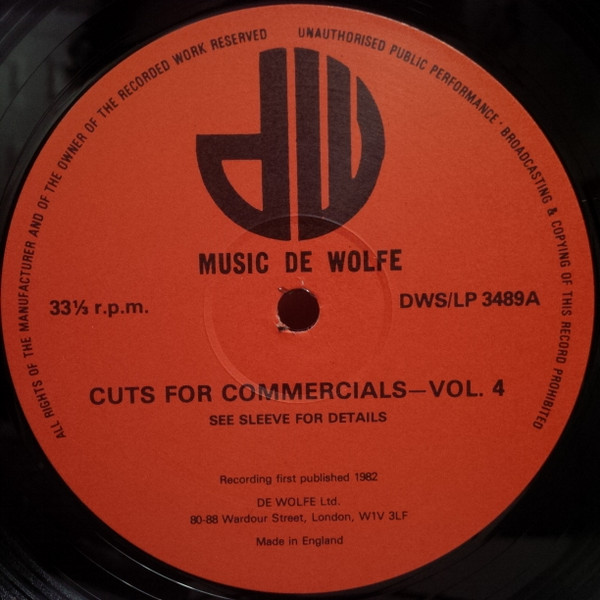 ALL RIGHTS OF THE MANUFACTURER AND OF THE OWNER OF THE RECORDED WORK RESERVED
UNAUTHORISED PUBLIC PERFORMANCE · BROADCASTING & COPYING OF THIS RECORD PROHIBITED
dW
MUSIC DE WOLFE
33⅓ r.p.m.
DWS/LP 3489A
CUTS FOR COMMERCIALS—VOL. 4
SEE SLEEVE FOR DETAILS
Recording first published 1982
DE WOLFE Ltd.
80-88 Wardour Street, London, W1V 3LF
Made in England